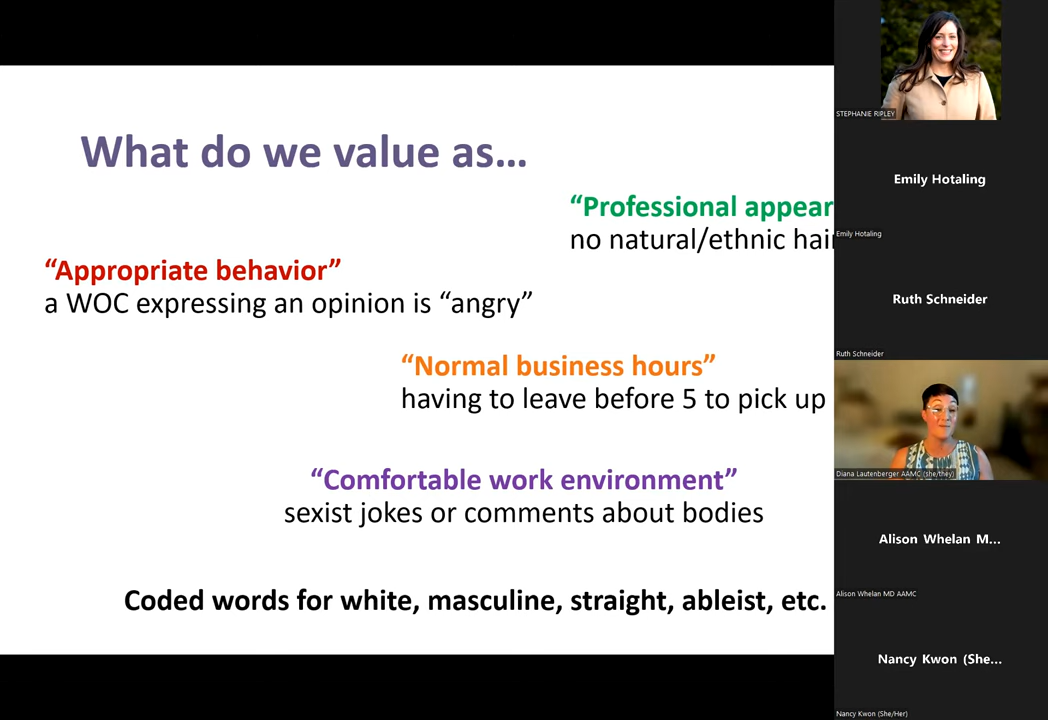 What do we value as...
“Professional appear
no natural/ethnic hair
“Appropriate behavior”
a WOC expressing an opinion is “angry”
“Normal business hours”
having to leave before 5 to pick up
“Comfortable work environment”
sexist jokes or comments about bodies
Coded words for white, masculine, straight, ableist, etc.
STEPHANIE RIPLEY
Emily Hotaling
Emily Hotaling
Ruth Schneider
Ruth Schneider
Diana Lautenberger AAMC (she/they)
Alison Whelan M...
Alison Whelan MD AAMC
Nancy Kwon (She...
Nancy Kwon (She/Her)